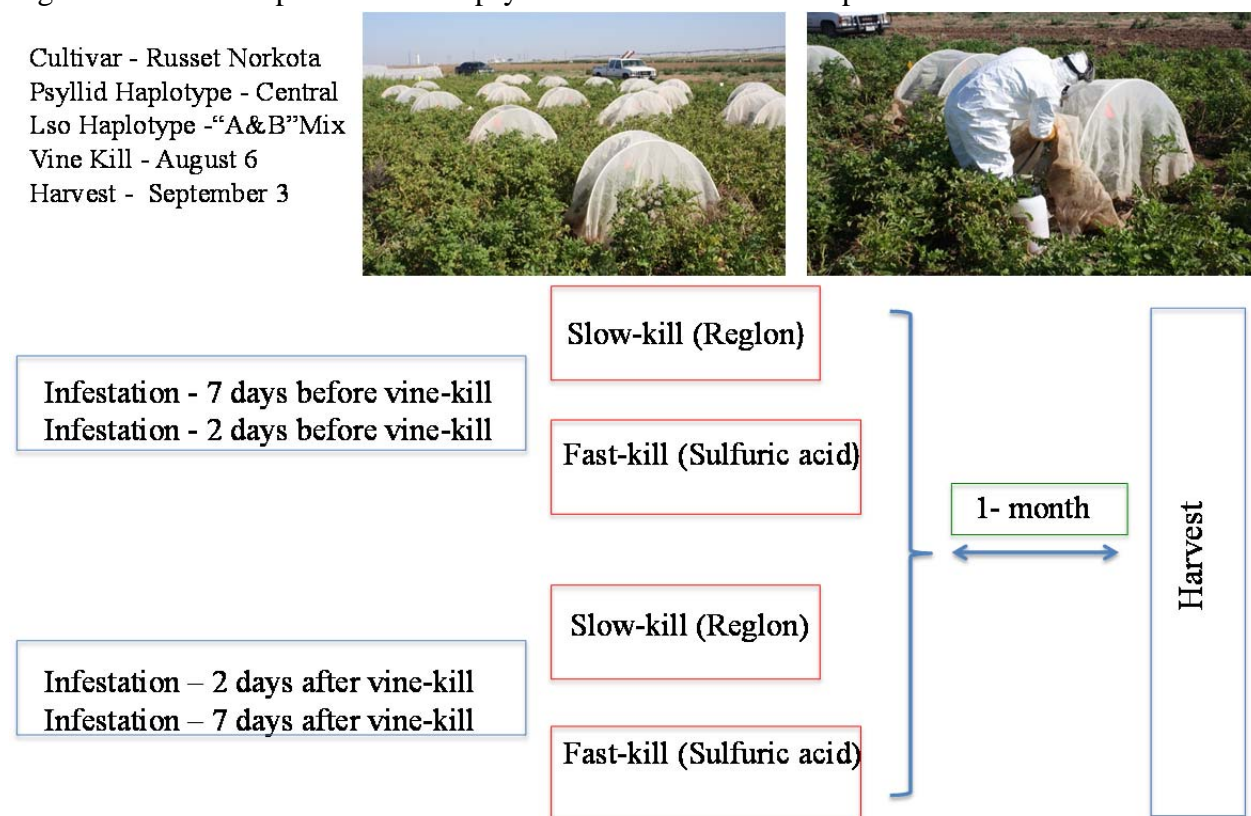 Cultivar - Russet Norkota
Psyllid Haplotype - Central
Lso Haplotype -“A&B”Mix
Vine Kill - August 6
Harvest - September 3
Slow-kill (Reglon)
Infestation - 7 days before vine-kill
Infestation - 2 days before vine-kill
Fast-kill (Sulfuric acid)
1- month
Harvest
Slow-kill (Reglon)
Infestation – 2 days after vine-kill
Infestation – 7 days after vine-kill
Fast-kill (Sulfuric acid)